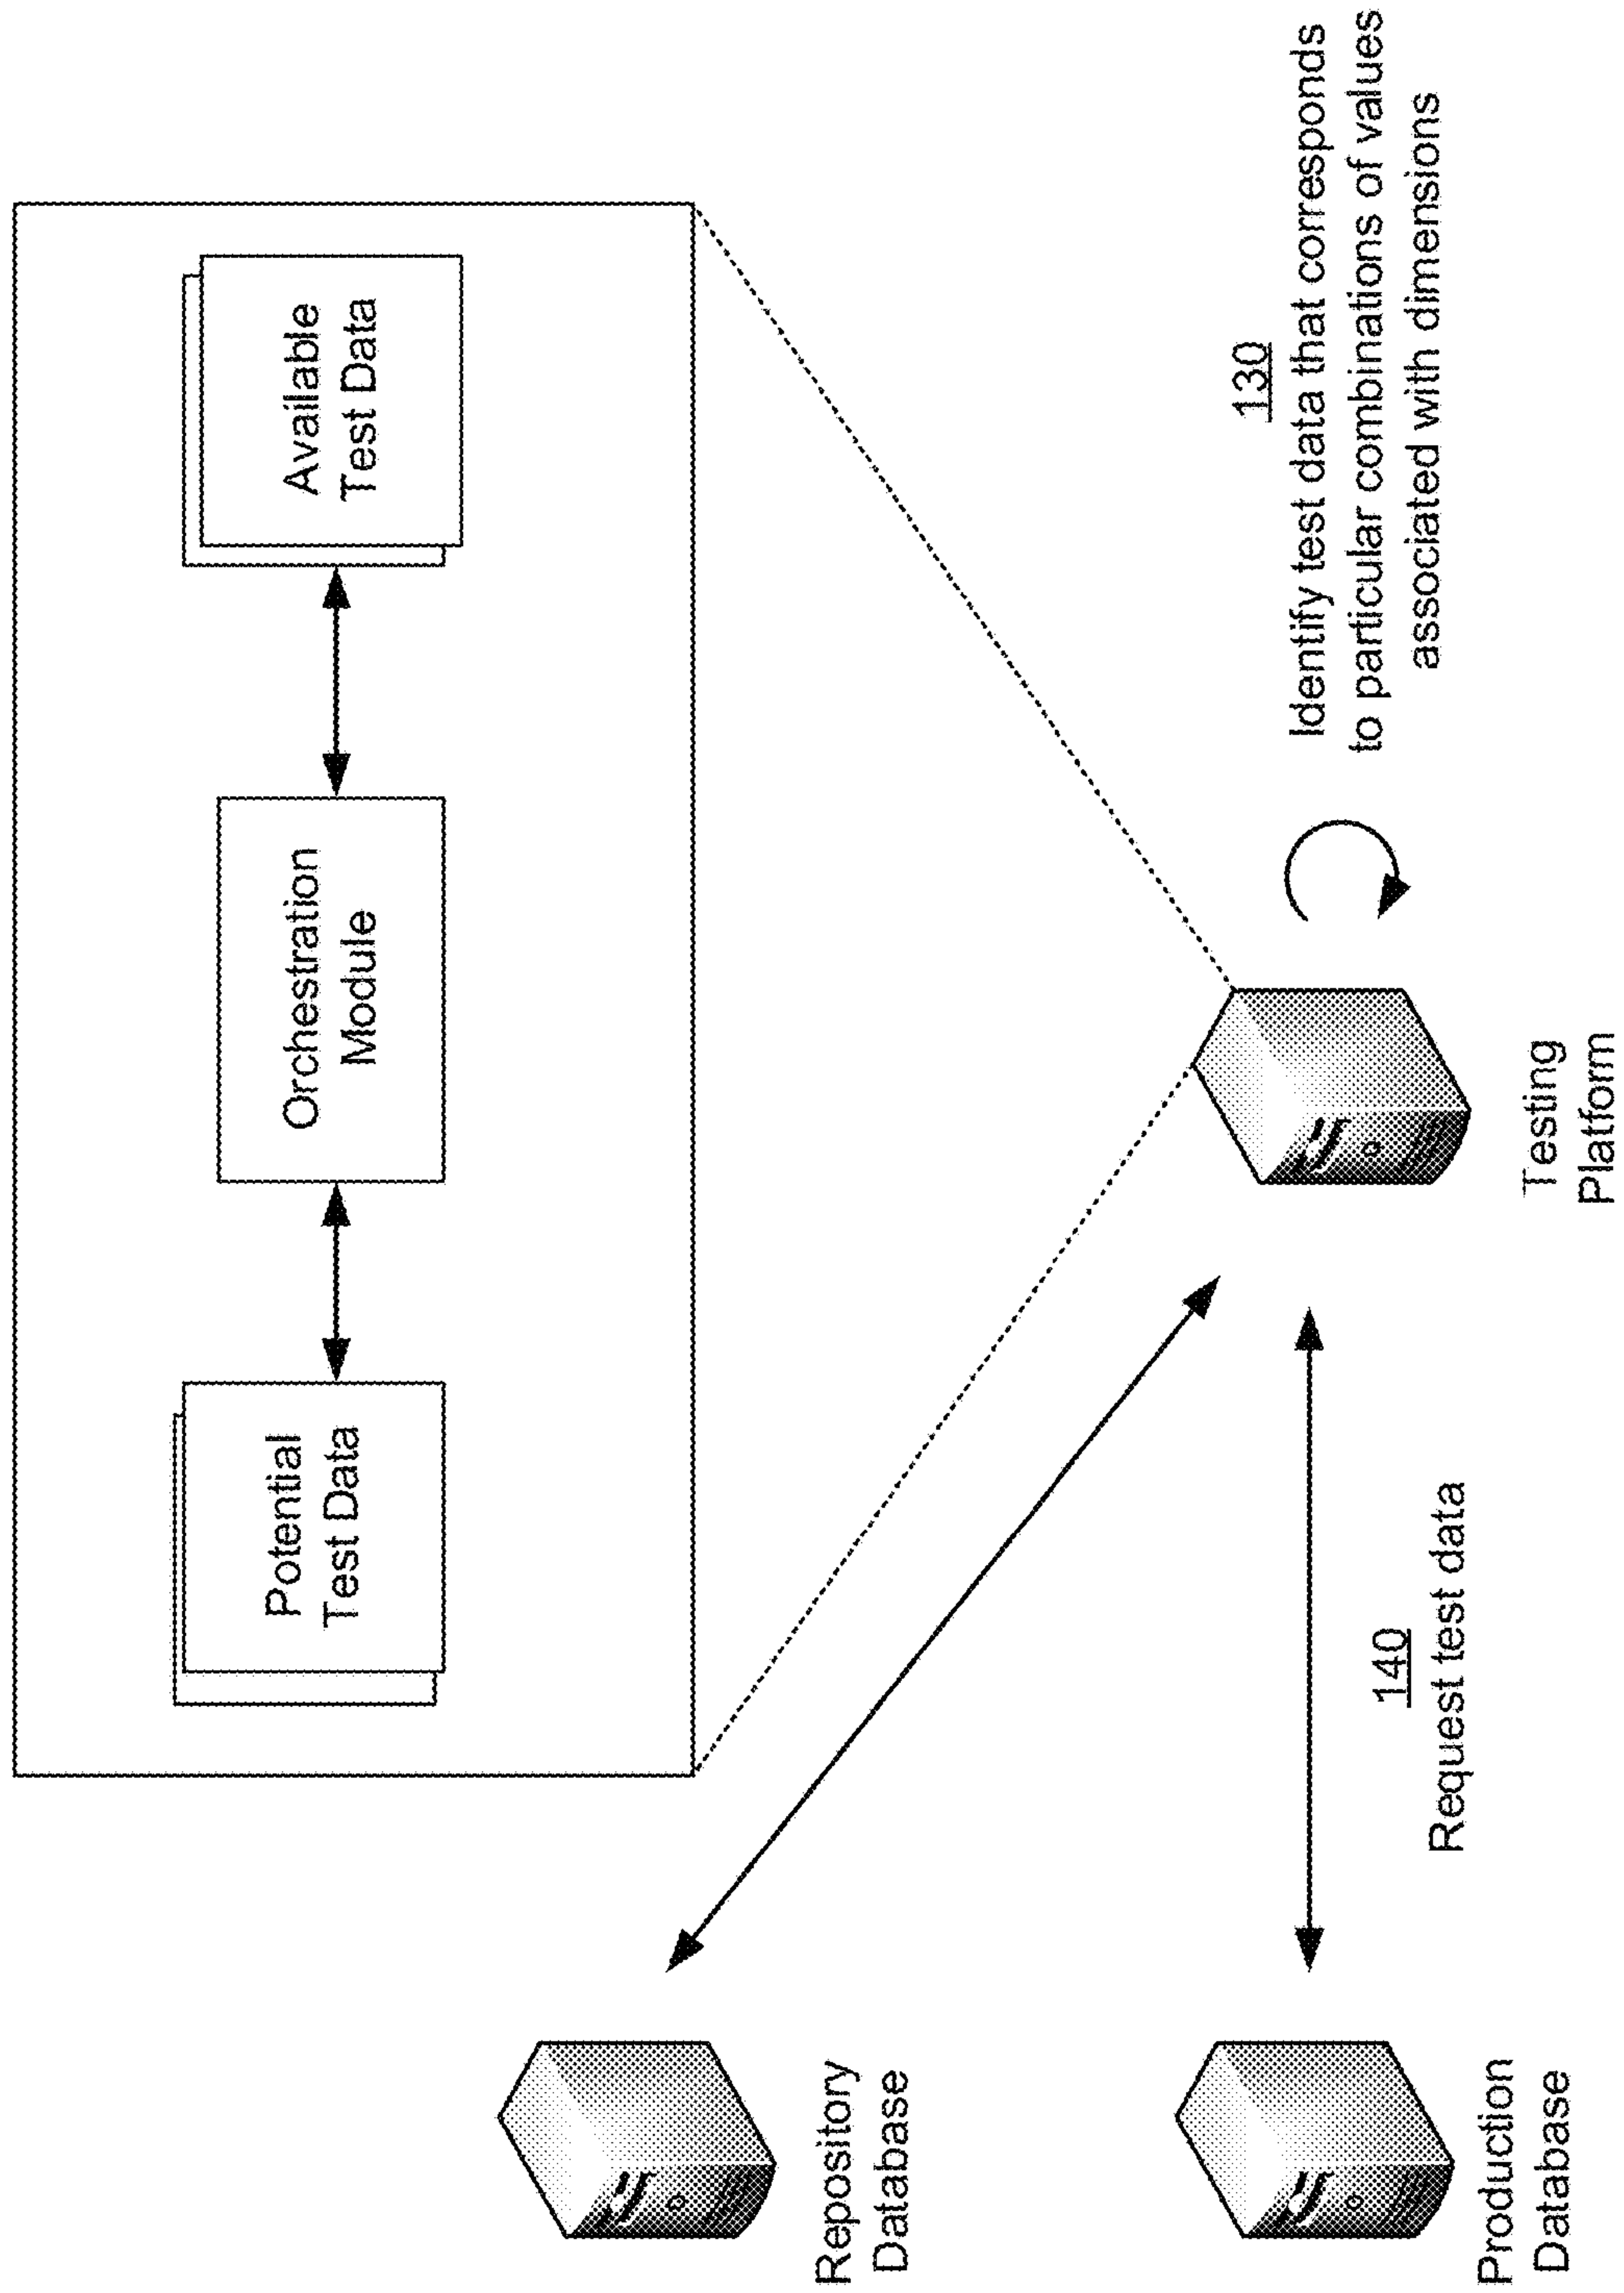 Potential
Test Data
Orchestration
Module
Available
Test Data
Repository
Database
Production
Database
140
Request test data
Testing
Platform
130
Identify test data that corresponds
to particular combinations of values
associated with dimensions